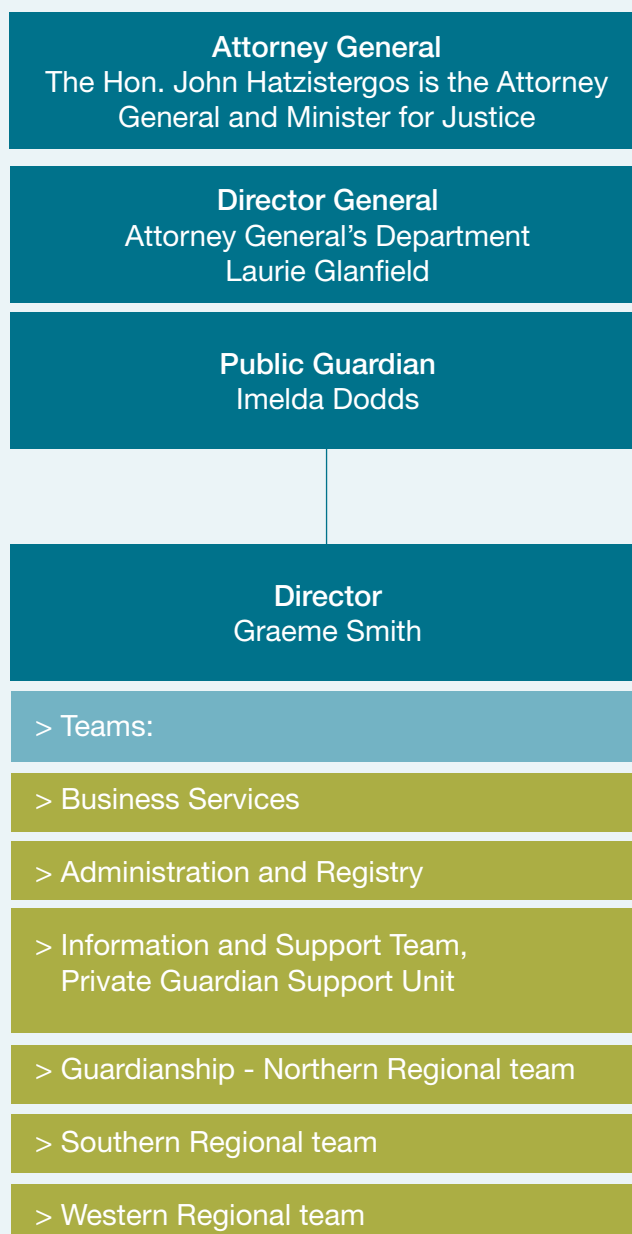 Attorney General
The Hon. John Hatzistergos is the Attorney
General and Minister for Justice
Director General
Attorney General’s Department
Laurie Glanfield
Public Guardian
Imelda Dodds
Director
Graeme Smith
> Teams:
> Business Services
> Administration and Registry
> Information and Support Team,
Private Guardian Support Unit
> Guardianship - Northern Regional team
> Southern Regional team
> Western Regional team